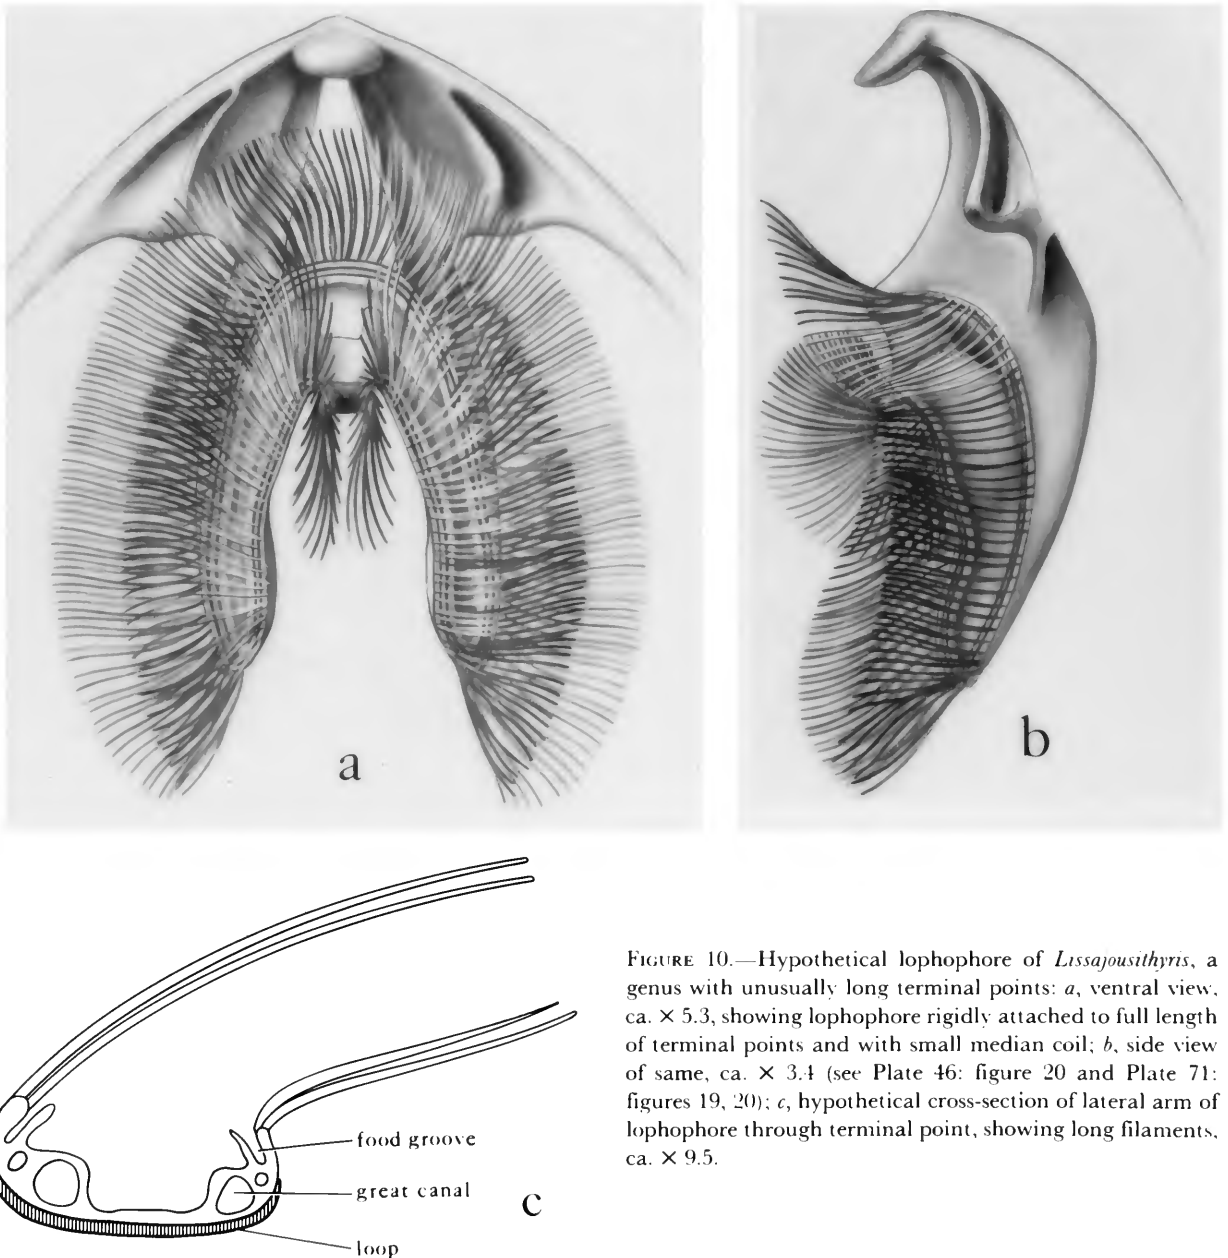 a
b
food groove
great canal
c
loop
FIGURE 10.—Hypothetical lophophore of Lissajousithyris, a
genus with unusually long terminal points: a, ventral view,
ca. × 5.3, showing lophophore rigidly attached to full length
of terminal points and with small median coil; b, side view
of same, ca. × 3.4 (see Plate 46: figure 20 and Plate 71:
figures 19, 20); c, hypothetical cross-section of lateral arm of
lophophore through terminal point, showing long filaments,
ca. × 9.5.